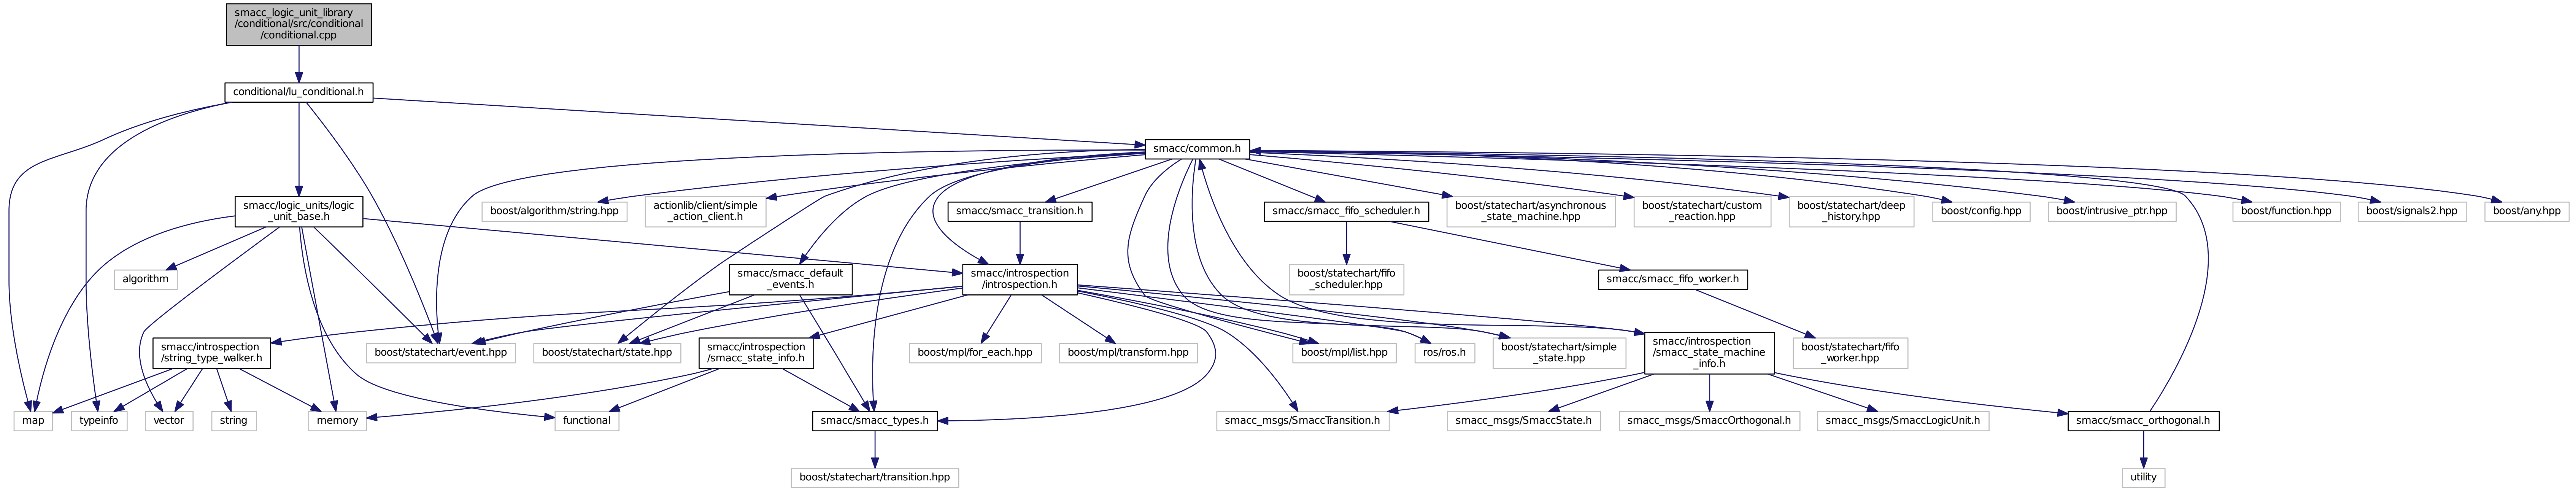 smacc_logic_unit_library
/conditional/src/conditional
/conditional.cpp
conditional/lu_conditional.h
smacc/common.h
smacc/logic_units/logic
_unit_base.h
boost/algorithm/string.hpp
actionlib/client/simple
_action_client.h
smacc/smacc_transition.h
smacc/smacc_fifo_scheduler.h
boost/statechart/asynchronous
_state_machine.hpp
boost/statechart/custom
_reaction.hpp
boost/statechart/deep
_history.hpp
boost/config.hpp
boost/intrusive_ptr.hpp
boost/function.hpp
boost/signals2.hpp
boost/any.hpp
algorithm
smacc/smacc_default
_events.h
smacc/introspection
/introspection.h
boost/statechart/fifo
_scheduler.hpp
smacc/smacc_fifo_worker.h
smacc/introspection
/string_type_walker.h
boost/statechart/event.hpp
boost/statechart/state.hpp
smacc/introspection
/smacc_state_info.h
boost/mpl/for_each.hpp
boost/mpl/transform.hpp
boost/mpl/list.hpp
ros/ros.h
boost/statechart/simple
_state.hpp
smacc/introspection
/smacc_state_machine
_info.h
boost/statechart/fifo
_worker.hpp
map
typeinfo
vector
string
memory
functional
smacc/smacc_types.h
smacc_msgs/SmaccTransition.h
smacc_msgs/SmaccState.h
smacc_msgs/SmaccOrthogonal.h
smacc_msgs/SmaccLogicUnit.h
smacc/smacc_orthogonal.h
boost/statechart/transition.hpp
utility